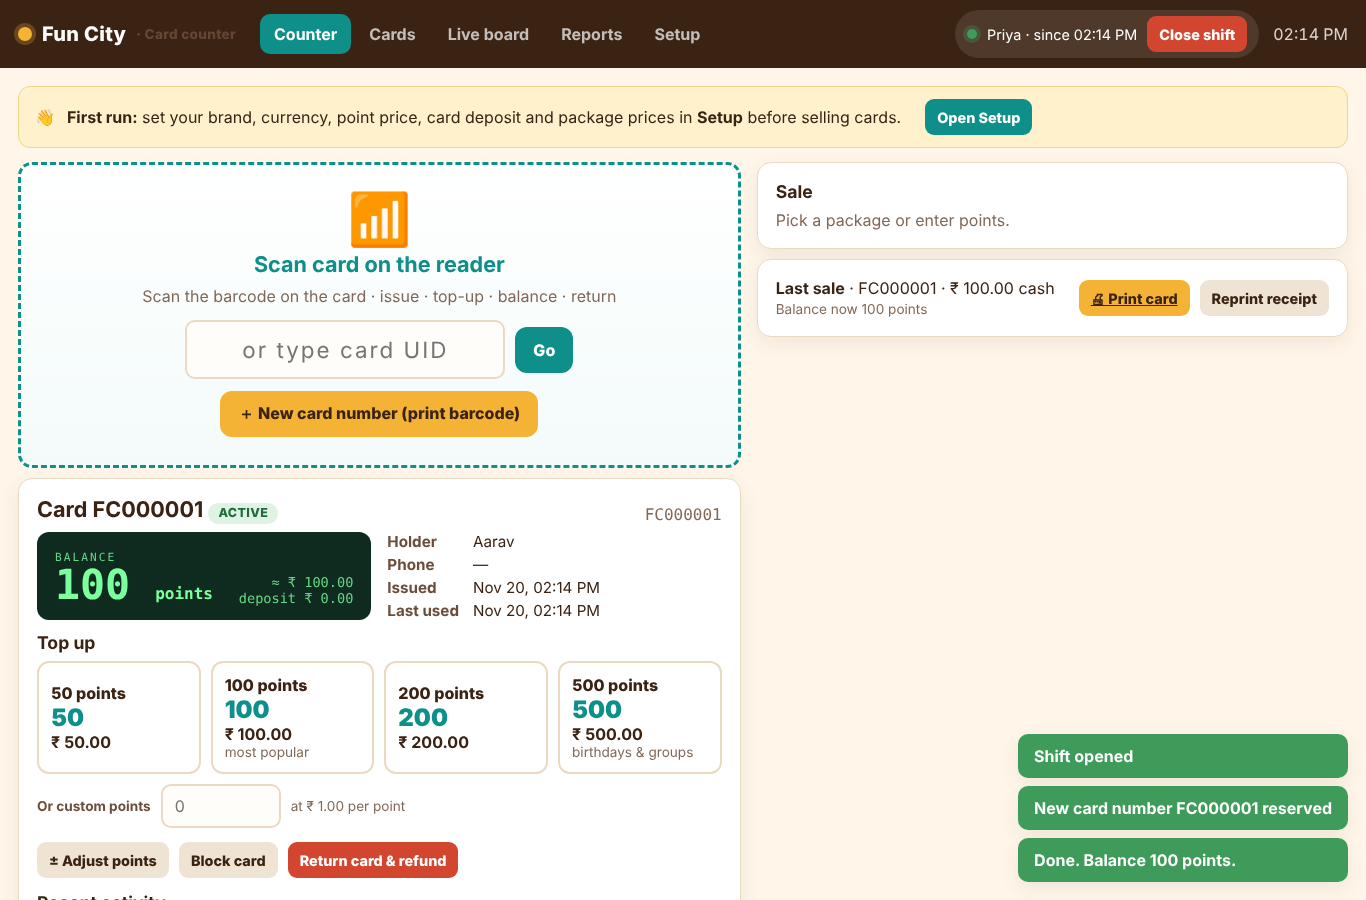 Fun City · Card counter
Counter
Cards
Live board
Reports
Setup
Priya · since 02:14 PM
Close shift
02:14 PM
First run: set your brand, currency, point price, card deposit and package prices in Setup before selling cards.
Open Setup
Scan card on the reader
Scan the barcode on the card · issue · top-up · balance · return
or type card UID
Go
+ New card number (print barcode)
Sale
Pick a package or enter points.
Last sale · FC000001 · ₹ 100.00 cash
Balance now 100 points
Print card
Reprint receipt
Card FC000001 ACTIVE
FC000001
BALANCE
100 points
≈ ₹ 100.00
deposit ₹ 0.00
Holder Aarav
Phone —
Issued Nov 20, 02:14 PM
Last used Nov 20, 02:14 PM
Top up
50 points
50
₹ 50.00
100 points
100
₹ 100.00
most popular
200 points
200
₹ 200.00
500 points
500
₹ 500.00
birthdays & groups
Or custom points 0 at ₹ 1.00 per point
± Adjust points
Block card
Return card & refund
Recent activity
Shift opened
New card number FC000001 reserved
Done. Balance 100 points.